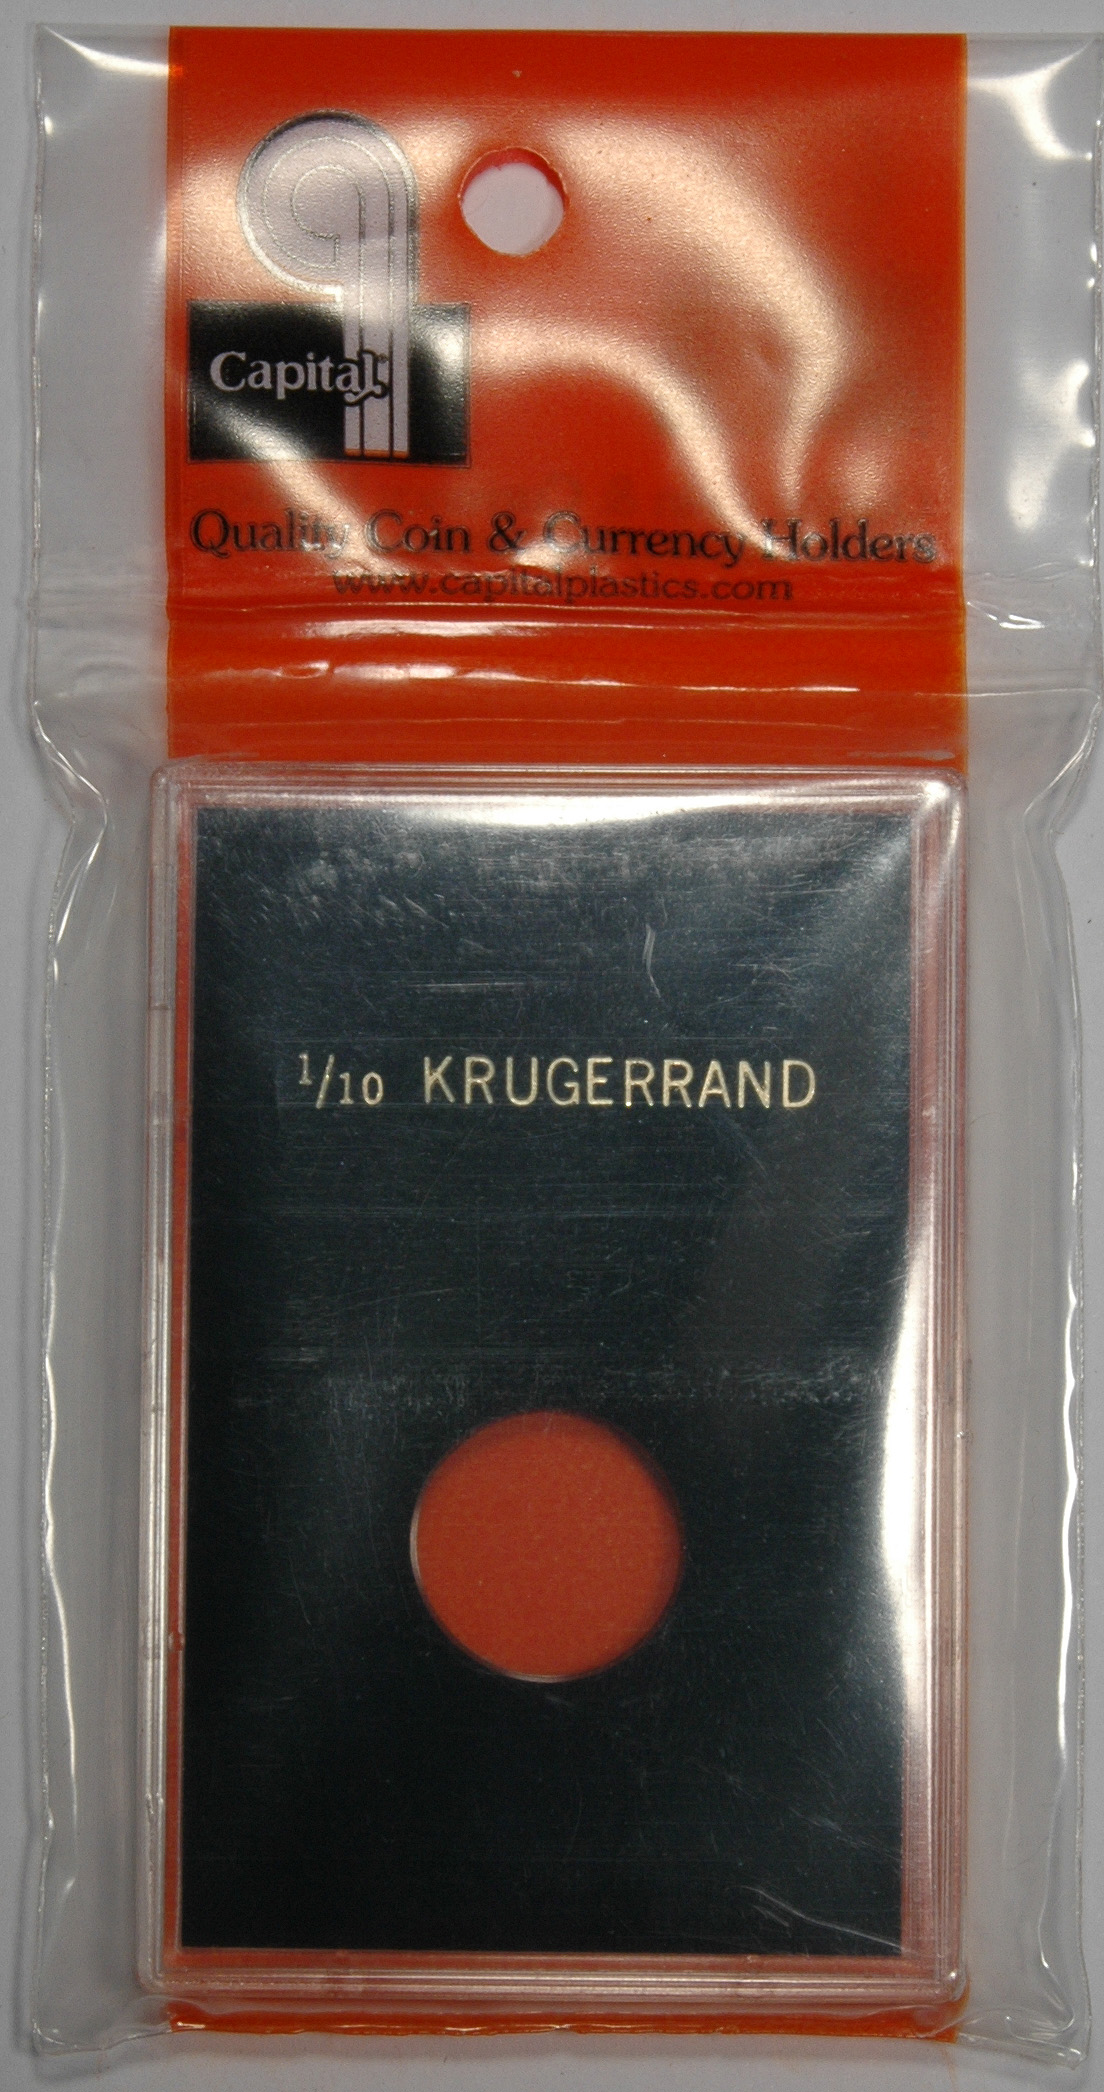 Capital®
Quality Coin & Currency Holders
www.capitalplastics.com
1/10 KRUGERRAND